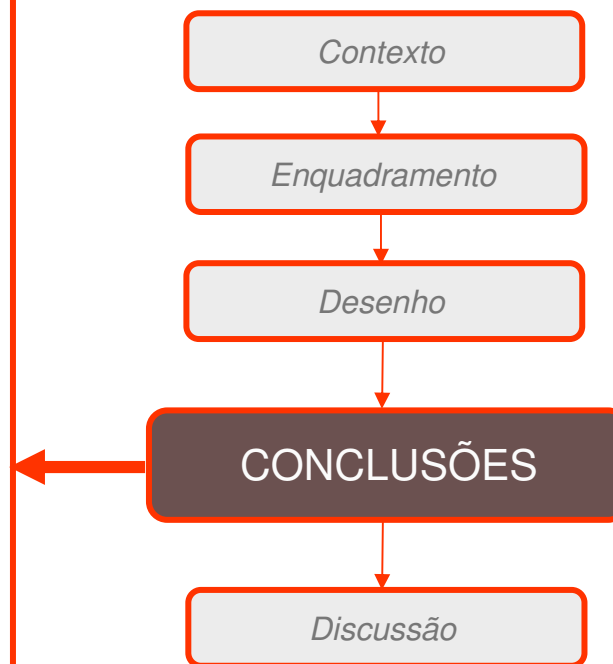 Contexto
Enquadramento
Desenho
CONCLUSÕES
Discussão